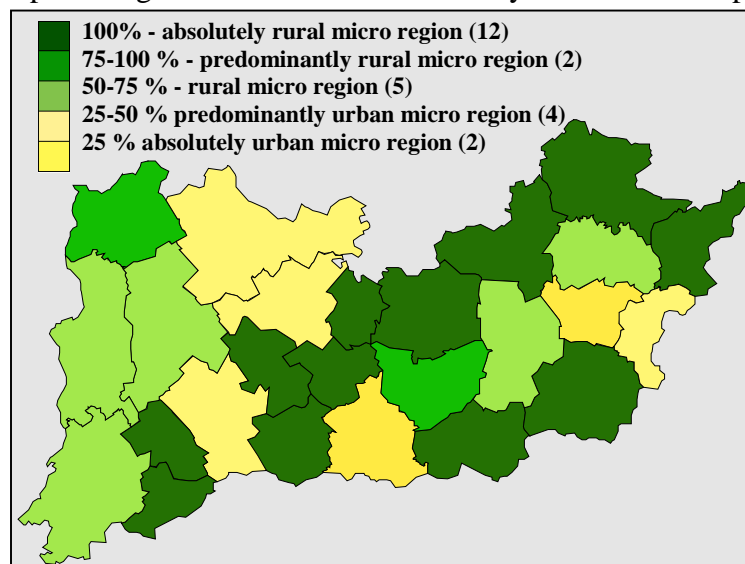 100% - absolutely rural micro region (12)
75-100 % - predominantly rural micro region (2)
50-75 % - rural micro region (5)
25-50 % predominantly urban micro region (4)
25 % absolutely urban micro region (2)